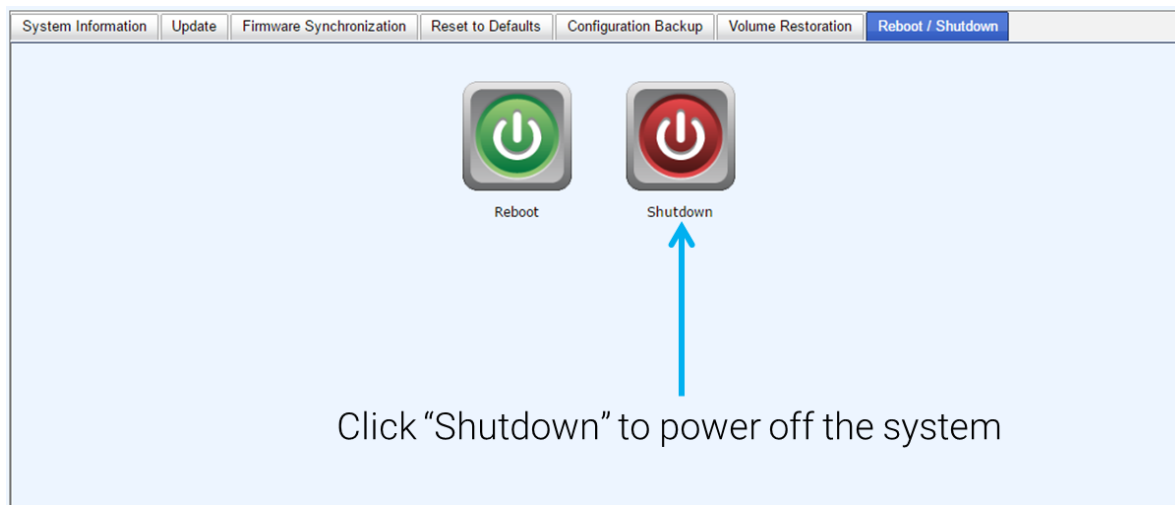 System Information Update Firmware Synchronization Reset to Defaults Configuration Backup Volume Restoration Reboot / Shutdown
Reboot Shutdown
Click “Shutdown” to power off the system